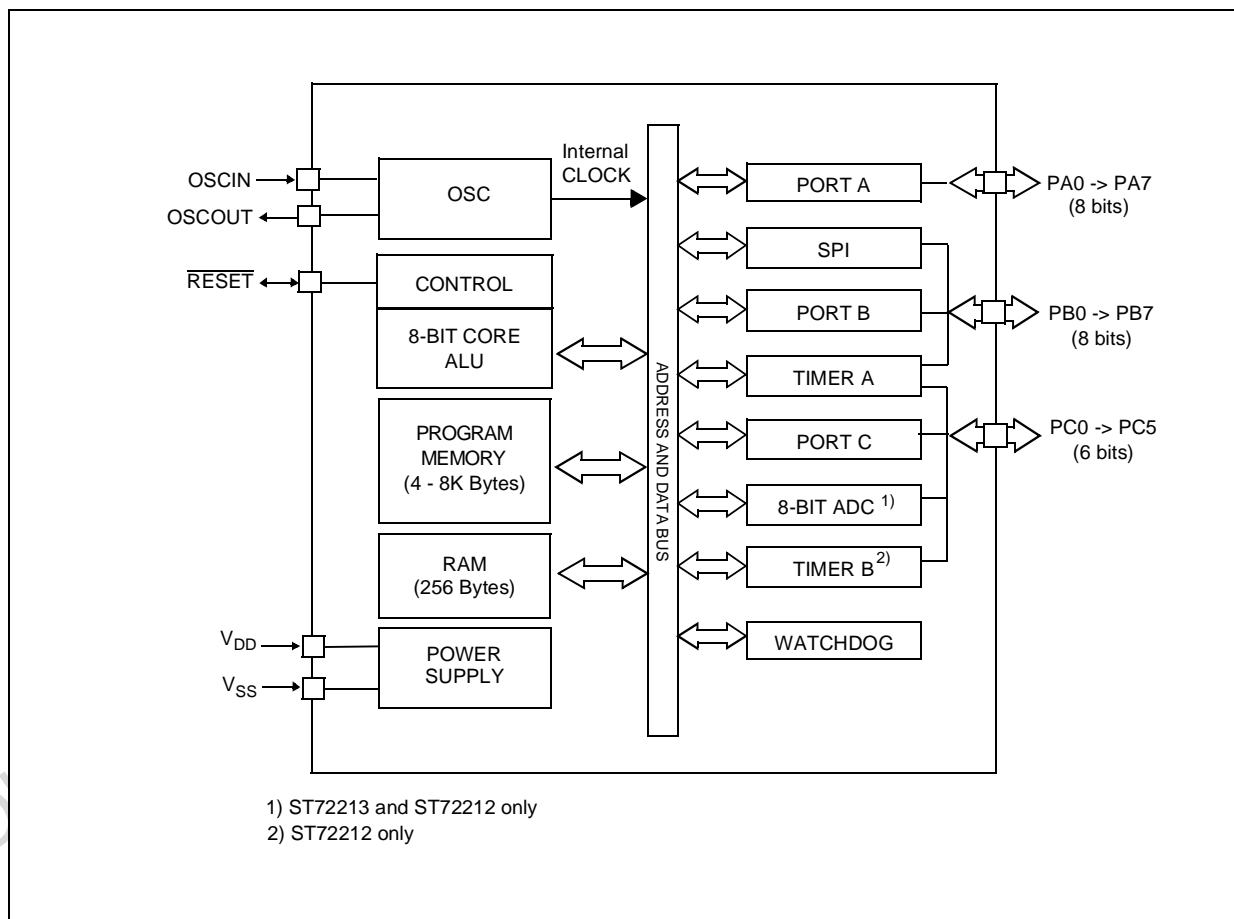 OSCIN
OSCOUT
RESET
V_DD
V_SS
OSC
Internal
CLOCK
CONTROL
8-BIT CORE
ALU
PROGRAM
MEMORY
(4 - 8K Bytes)
RAM
(256 Bytes)
POWER
SUPPLY
ADDRESS AND DATA BUS
PORT A
SPI
PORT B
TIMER A
PORT C
8-BIT ADC 1)
TIMER B 2)
WATCHDOG
PA0 -> PA7
(8 bits)
PB0 -> PB7
(8 bits)
PC0 -> PC5
(6 bits)
1) ST72213 and ST72212 only
2) ST72212 only